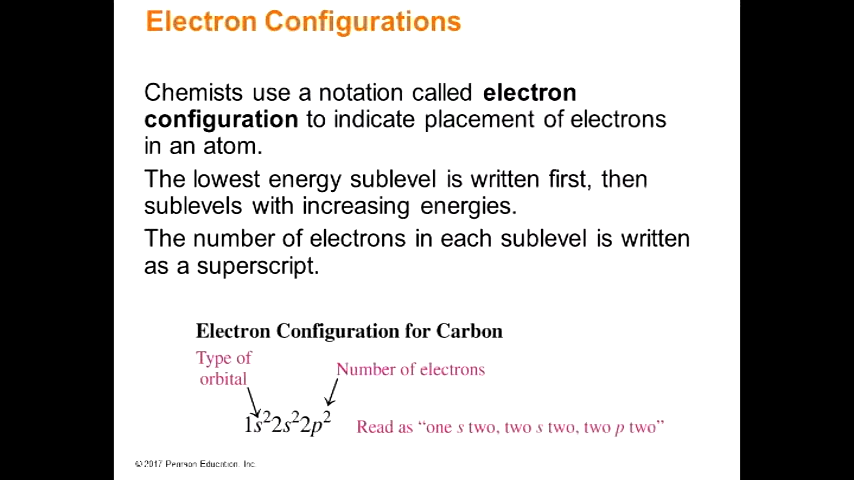 Electron Configurations
Chemists use a notation called electron
configuration to indicate placement of electrons
in an atom.
The lowest energy sublevel is written first, then
sublevels with increasing energies.
The number of electrons in each sublevel is written
as a superscript.
Electron Configuration for Carbon
Type of
orbital
Number of electrons
1s²2s²2p²
Read as “one s two, two s two, two p two”
© 2017 Pearson Education, Inc.